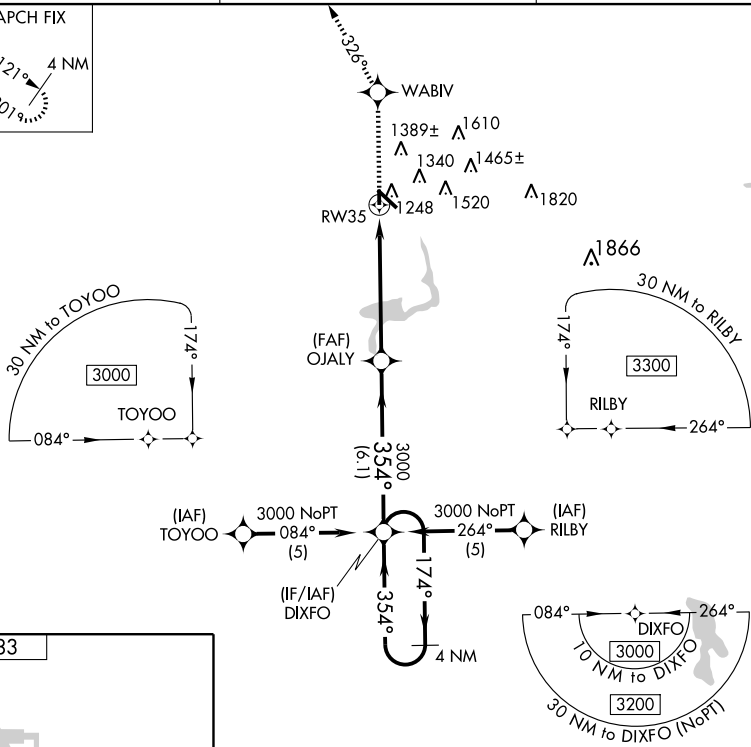 APCH FIX
121°
4 NM
326°
WABIV
1389±
1610
1340
1465±
1248
1520
1820
RW35
1866
30 NM to TOYOO
174°
3000
TOYOO
084°
(FAF)
OJALY
30 NM to RILBY
174°
3300
RILBY
264°
3000
354°
(6.1)
(IAF)
TOYOO
3000 NoPT
084°
(5)
3000 NoPT
264°
(5)
(IAF)
RILBY
(IF/IAF)
DIXFO
354°
174°
4 NM
084°
264°
DIXFO
3000
10 NM to DIXFO
3200
30 NM to DIXFO (NoPT)